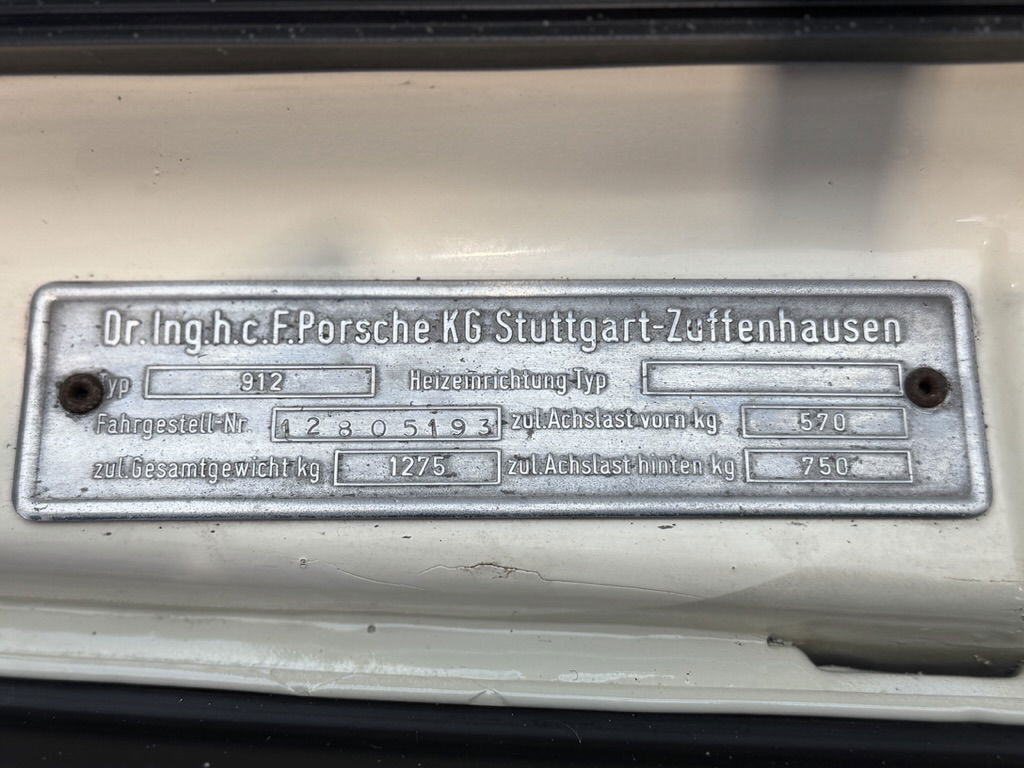 Dr.Ing.h.c.F.Porsche KG Stuttgart-Zuffenhausen
Typ 912 Heizeinrichtung Typ
Fahrgestell-Nr. 12805193 zul.Achslast vorn kg 570
zul.Gesamtgewicht kg 1275 zul.Achslast hinten kg 750